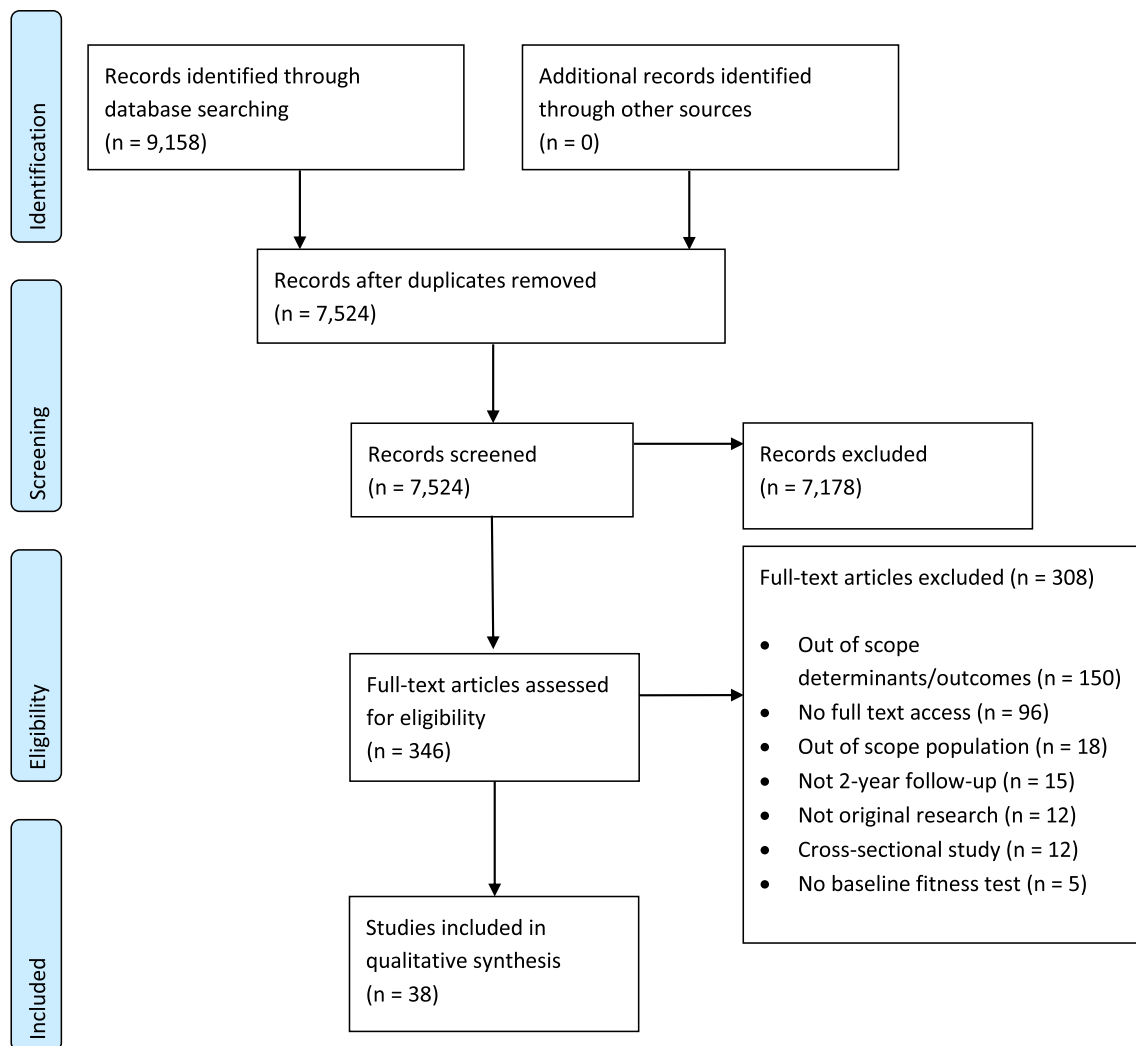 Identification
Records identified through
database searching
(n = 9,158)
Additional records identified
through other sources
(n = 0)
Records after duplicates removed
(n = 7,524)
Screening
Records screened
(n = 7,524)
Records excluded
(n = 7,178)
Eligibility
Full-text articles assessed
for eligibility
(n = 346)
Full-text articles excluded (n = 308)
• Out of scope
determinants/outcomes (n = 150)
• No full text access (n = 96)
• Out of scope population (n = 18)
• Not 2-year follow-up (n = 15)
• Not original research (n = 12)
• Cross-sectional study (n = 12)
• No baseline fitness test (n = 5)
Included
Studies included in
qualitative synthesis
(n = 38)